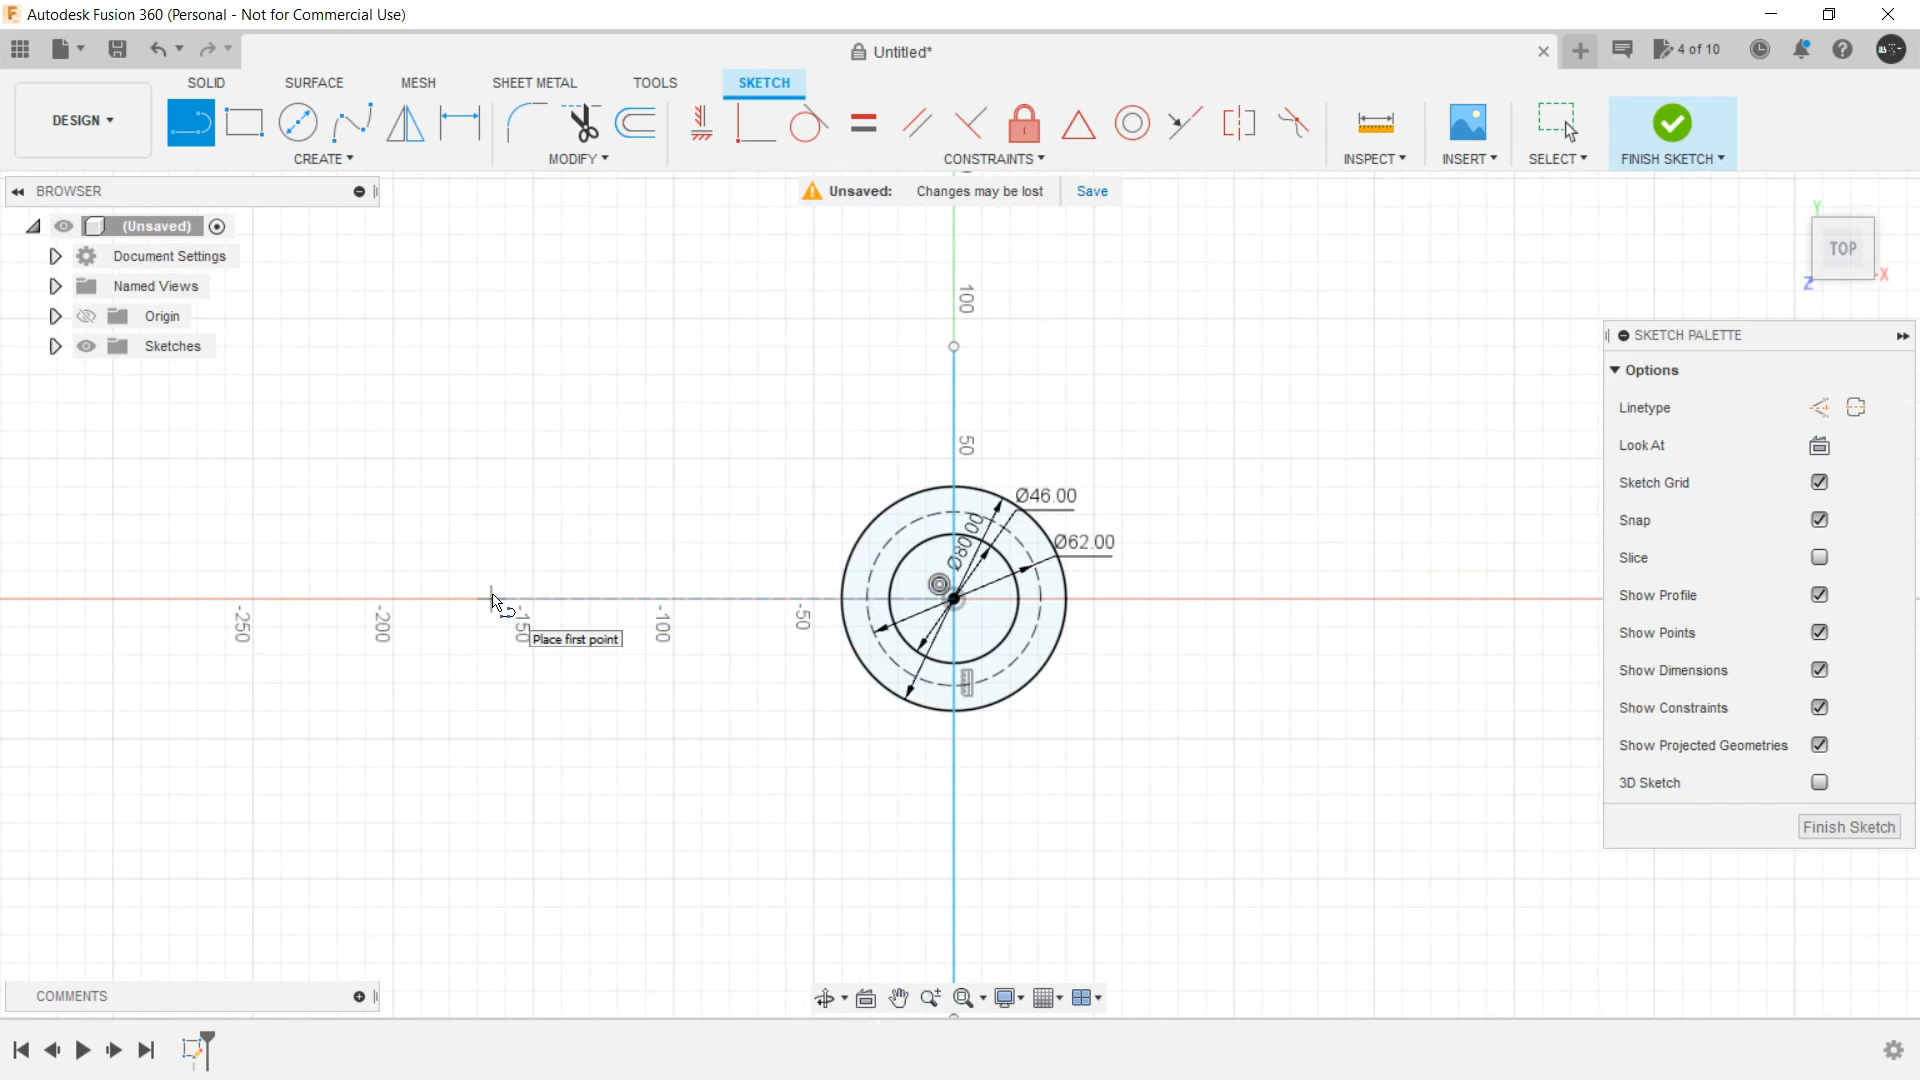 Autodesk Fusion 360 (Personal - Not for Commercial Use)
Untitled*
4 of 10
SOLID SURFACE MESH SHEET METAL TOOLS SKETCH
DESIGN
CREATE MODIFY CONSTRAINTS INSPECT INSERT SELECT FINISH SKETCH
BROWSER
Unsaved: Changes may be lost Save
(Unsaved)
Document Settings
Named Views
Origin
Sketches
TOP
Y
X
Z
100
50
-250
-200
-150
-100
-50
Ø46.00
Ø62.00
Ø80.00
Place first point
SKETCH PALETTE
Options
Linetype
Look At
Sketch Grid
Snap
Slice
Show Profile
Show Points
Show Dimensions
Show Constraints
Show Projected Geometries
3D Sketch
Finish Sketch
COMMENTS